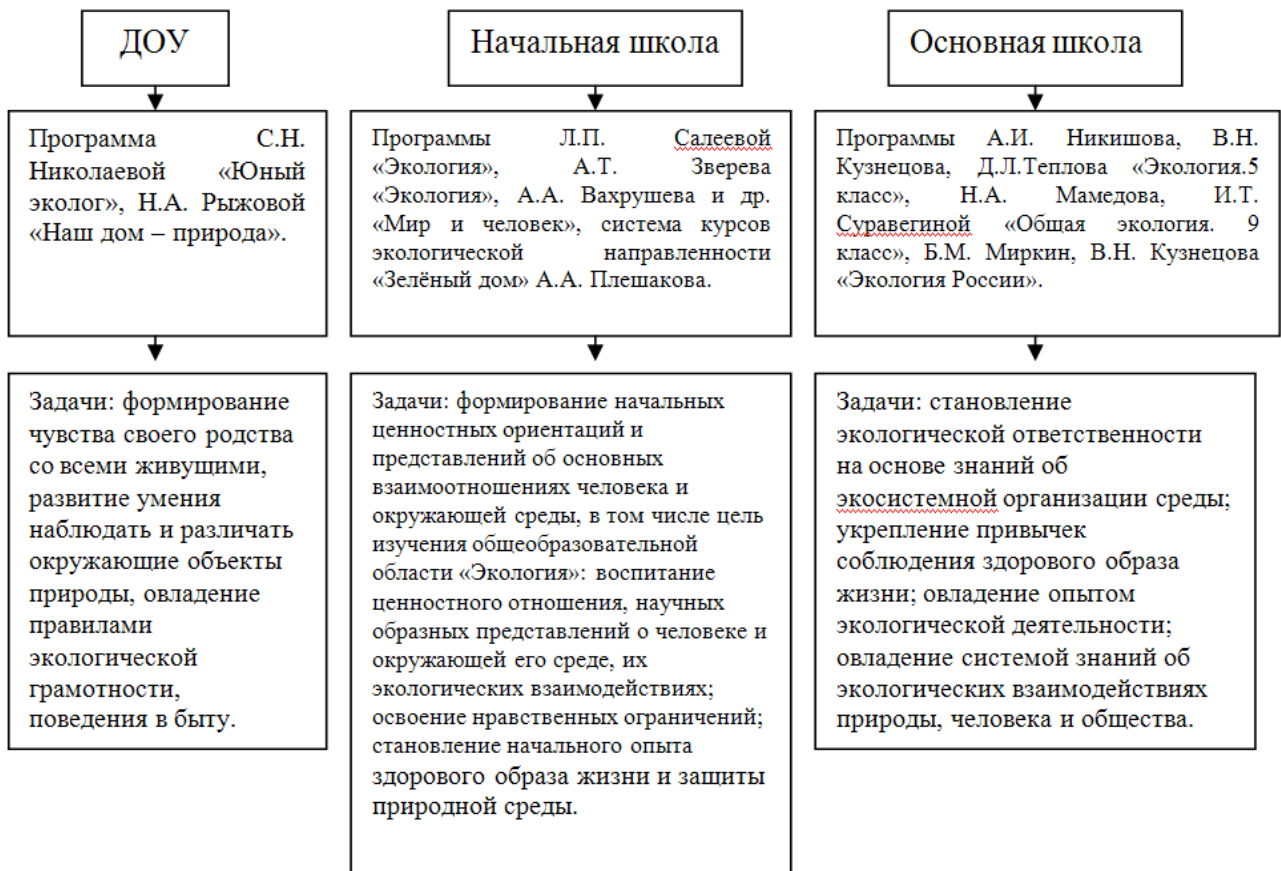 ДОУ
Программа С.Н.
Николаевой «Юный
эколог», Н.А. Рыжовой
«Наш дом – природа».
Задачи: формирование
чувства своего родства
со всеми живущими,
развитие умения
наблюдать и различать
окружающие объекты
природы, овладение
правилами
экологической
грамотности,
поведения в быту.
Начальная школа
Программы Л.П. Салеевой
«Экология», А.Т. Зверева
«Экология», А.А. Вахрушева и др.
«Мир и человек», система курсов
экологической направленности
«Зелёный дом» А.А. Плешакова.
Задачи: формирование начальных
ценностных ориентаций и
представлений об основных
взаимоотношениях человека и
окружающей среды, в том числе цель
изучения общеобразовательной
области «Экология»: воспитание
ценностного отношения, научных
образных представлений о человеке и
окружающей его среде, их
экологических взаимодействиях;
освоение нравственных ограничений;
становление начального опыта
здорового образа жизни и защиты
природной среды.
Основная школа
Программы А.И. Никишова, В.Н.
Кузнецова, Д.Л.Теплова «Экология.5
класс», Н.А. Мамедова, И.Т.
Суравегиной «Общая экология. 9
класс», Б.М. Миркин, В.Н. Кузнецова
«Экология России».
Задачи: становление
экологической ответственности
на основе знаний об
экосистемной организации среды;
укрепление привычек
соблюдения здорового образа
жизни; овладение опытом
экологической деятельности;
овладение системой знаний об
экологических взаимодействиях
природы, человека и общества.